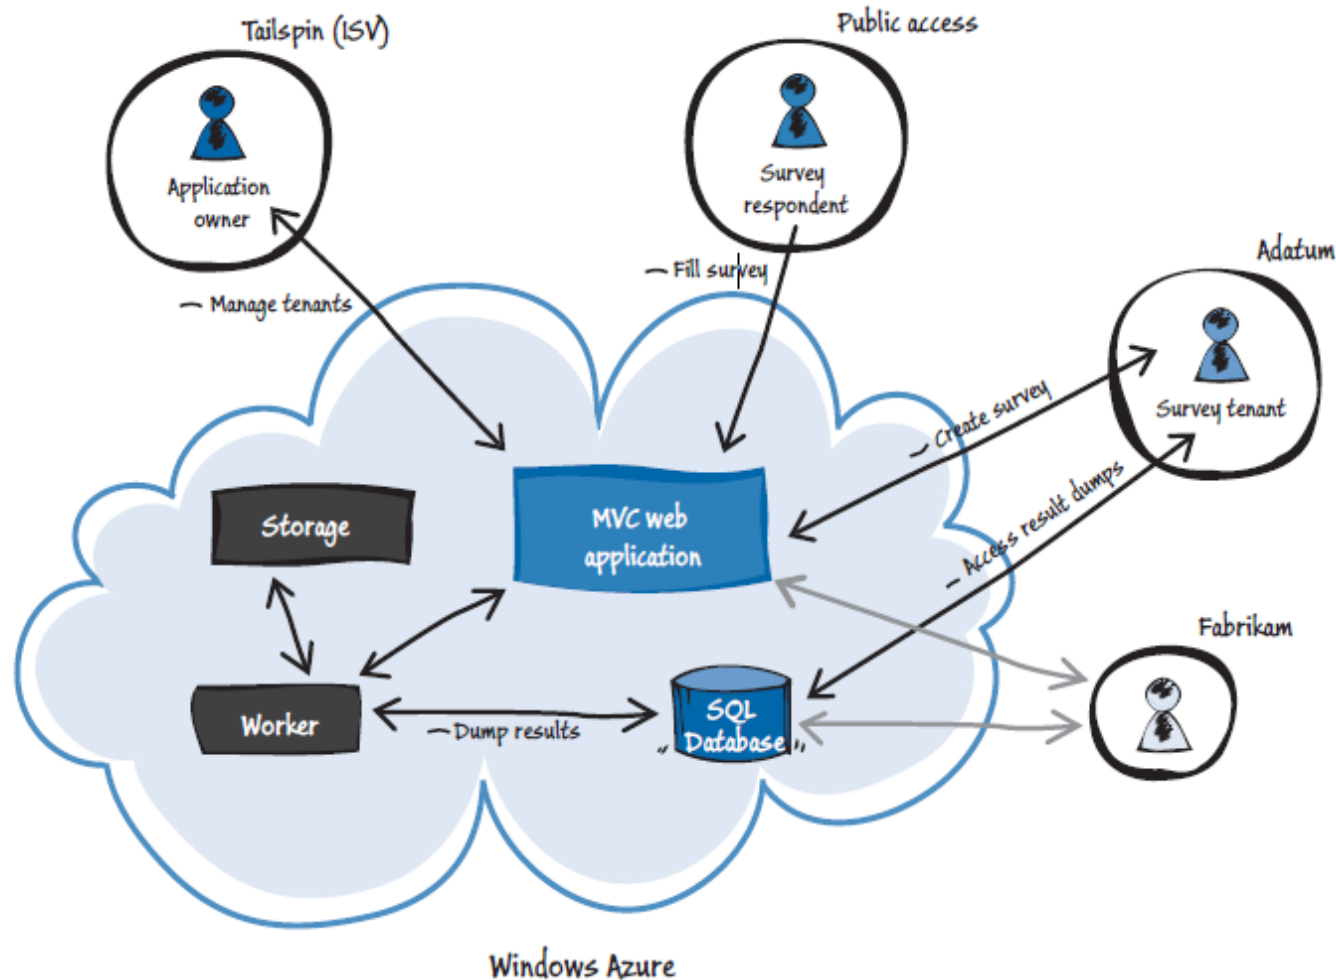 Tailspin (ISV)
Public access
Application
owner
Survey
respondent
Adatum
— Fill survey
— Manage tenants
Survey tenant
— Create survey
— Access result dumps
Storage
MVC web
application
Fabrikam
Worker
— Dump results
SQL
Database
Windows Azure